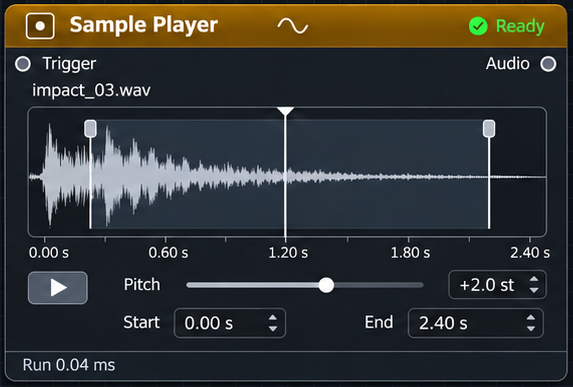 Sample Player Ready
Trigger Audio
impact_03.wav
0.00 s 0.60 s 1.20 s 1.80 s 2.40 s
Pitch +2.0 st
Start 0.00 s End 2.40 s
Run 0.04 ms